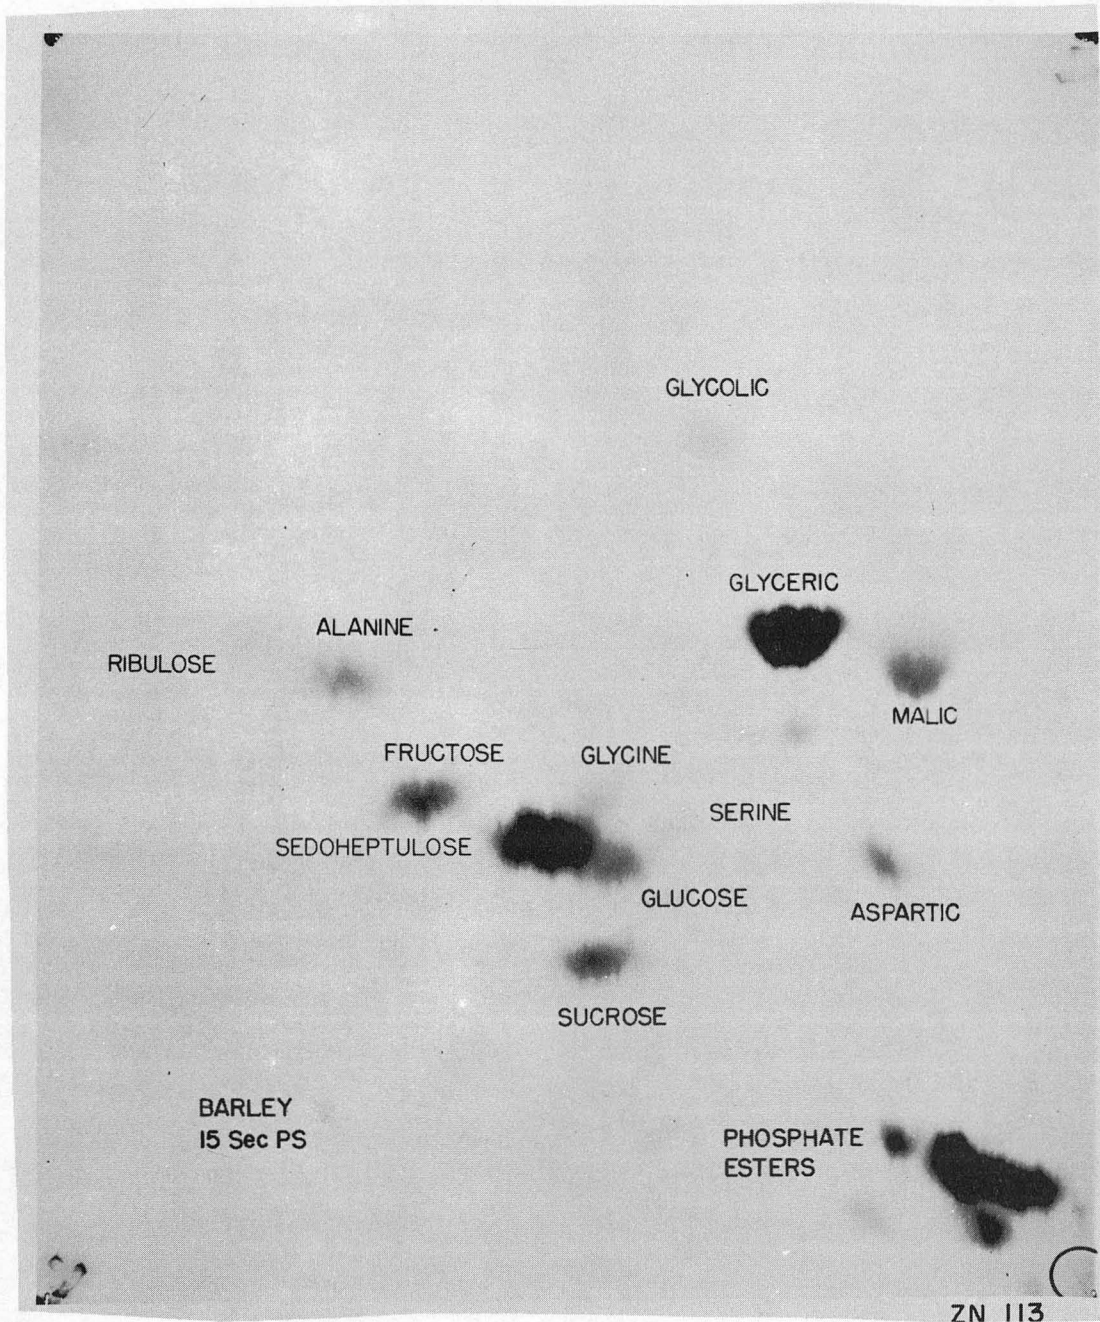 GLYCOLIC
GLYCERIC
ALANINE
RIBULOSE
MALIC
FRUCTOSE
GLYCINE
SERINE
SEDOHEPTULOSE
GLUCOSE
ASPARTIC
SUCROSE
BARLEY
15 Sec PS
PHOSPHATE
ESTERS
ZN 113